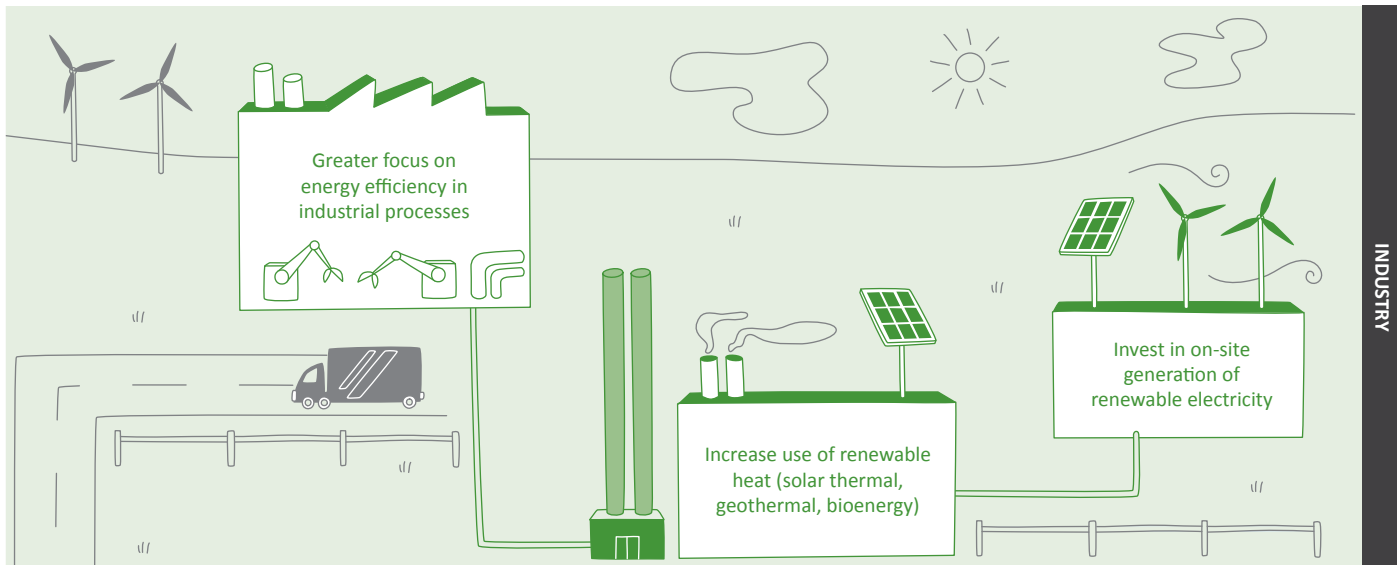 Greater focus on
energy efficiency in
industrial processes
Increase use of renewable
heat (solar thermal,
geothermal, bioenergy)
Invest in on-site
generation of
renewable electricity
INDUSTRY